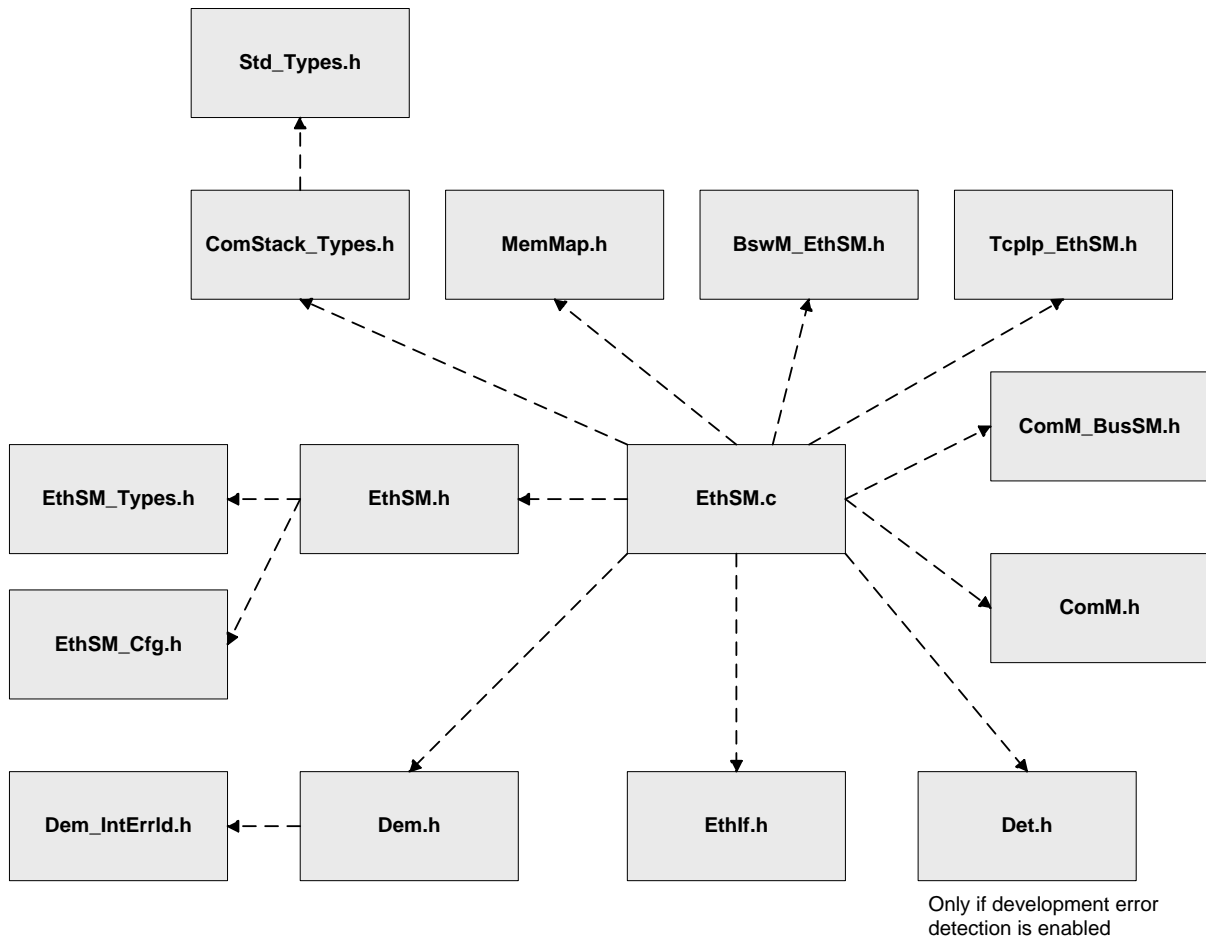 Std_Types.h
ComStack_Types.h
MemMap.h
BswM_EthSM.h
TcpIp_EthSM.h
ComM_BusSM.h
EthSM_Types.h
EthSM.h
EthSM.c
ComM.h
EthSM_Cfg.h
Dem_IntErrId.h
Dem.h
EthIf.h
Det.h
Only if development error
detection is enabled